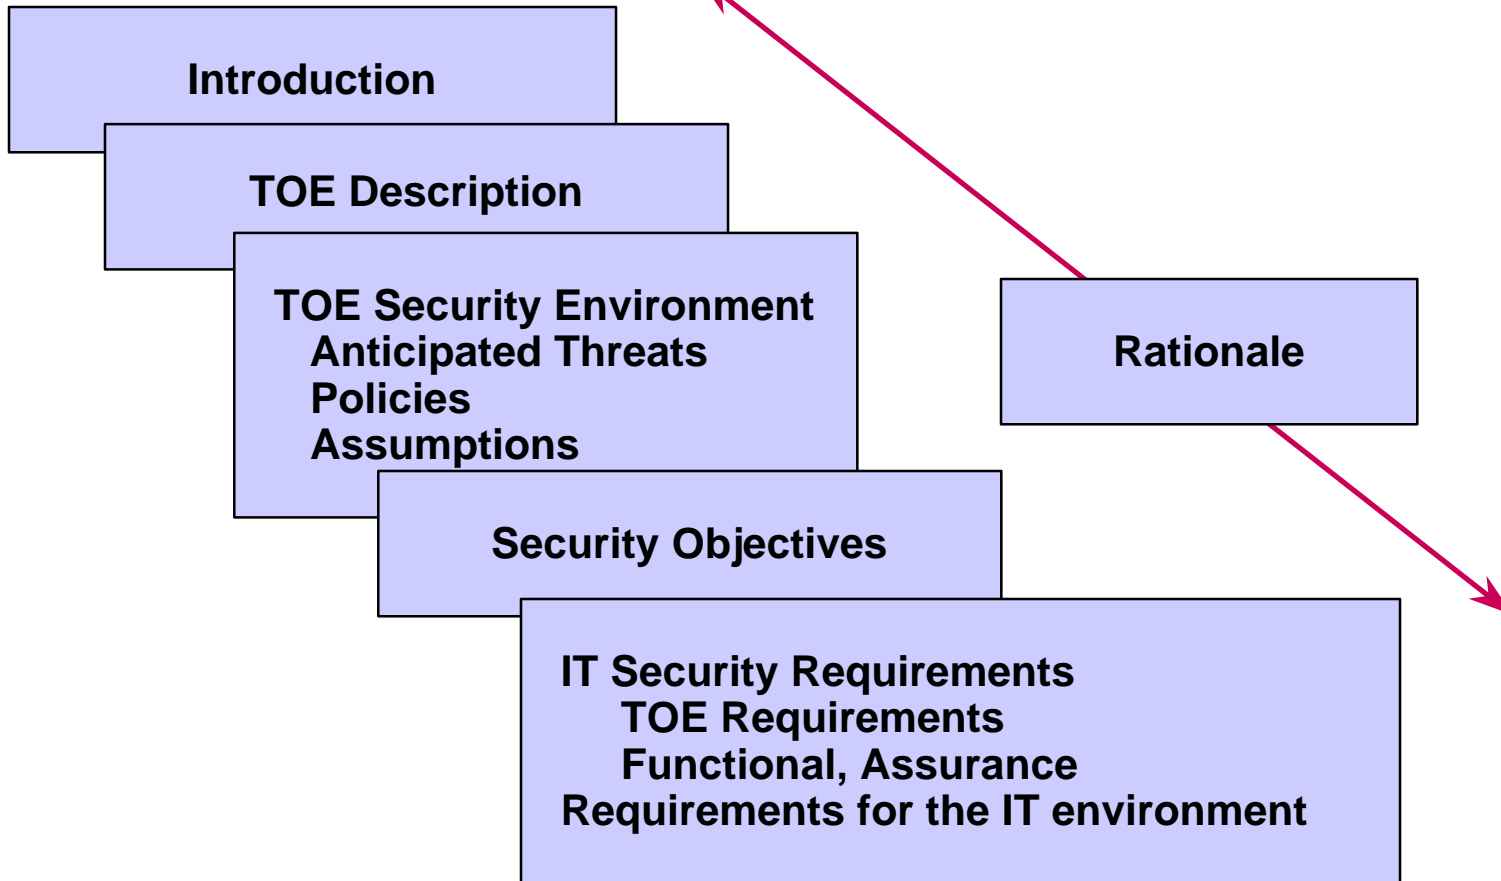 Introduction
TOE Description
TOE Security Environment
Anticipated Threats
Policies
Assumptions
Rationale
Security Objectives
IT Security Requirements
TOE Requirements
Functional, Assurance
Requirements for the IT environment